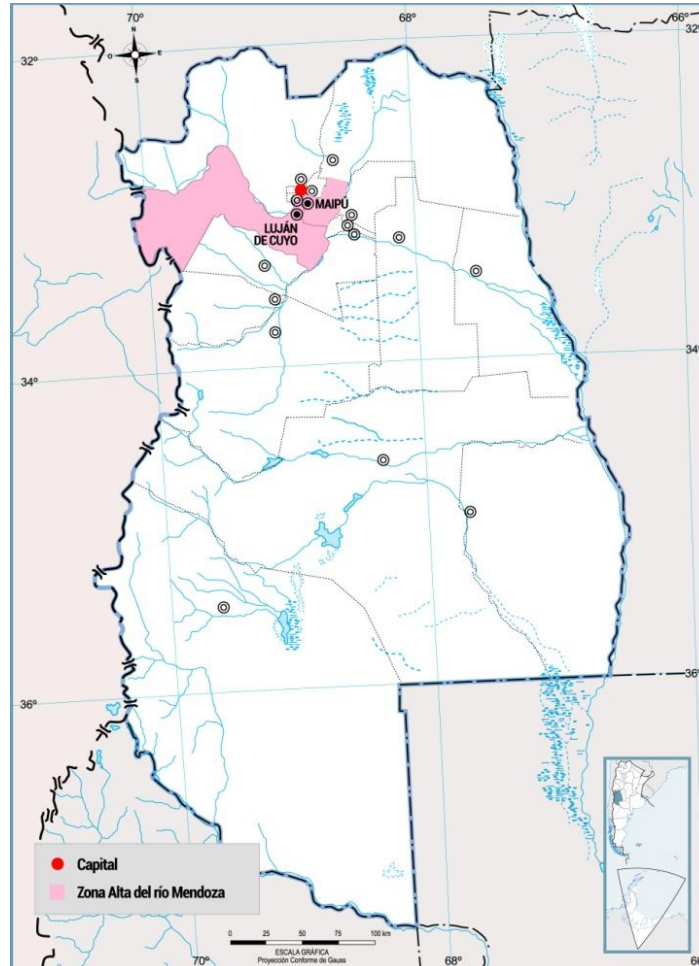 70°
68°
66°
32°
32°
N
O
E
S
MAIPÚ
LUJÁN
DE CUYO
34°
34°
36°
36°
Capital
Zona Alta del río Mendoza
0
25
50
75
100 km
ESCALA GRÁFICA
Proyección Conforme de Gauss
70°
68°
66